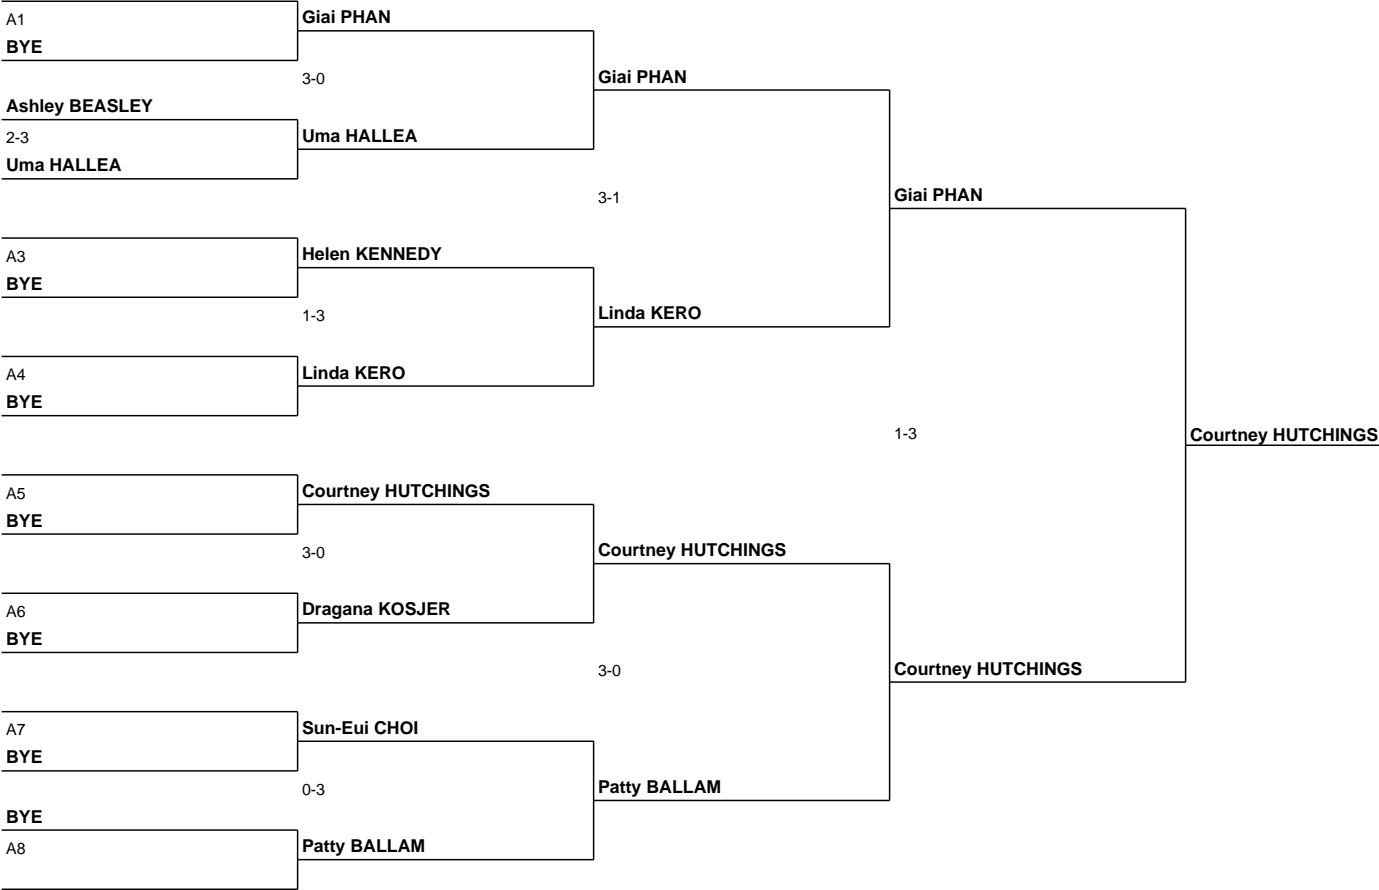 A1
BYE
Giai PHAN
3-0
Giai PHAN
Ashley BEASLEY
2-3
Uma HALLEA
Uma HALLEA
3-1
Giai PHAN
A3
BYE
Helen KENNEDY
1-3
Linda KERO
A4
BYE
Linda KERO
1-3
Courtney HUTCHINGS
A5
BYE
Courtney HUTCHINGS
3-0
Courtney HUTCHINGS
A6
BYE
Dragana KOSJER
3-0
Courtney HUTCHINGS
A7
BYE
Sun-Eui CHOI
0-3
Patty BALLAM
BYE
A8
Patty BALLAM